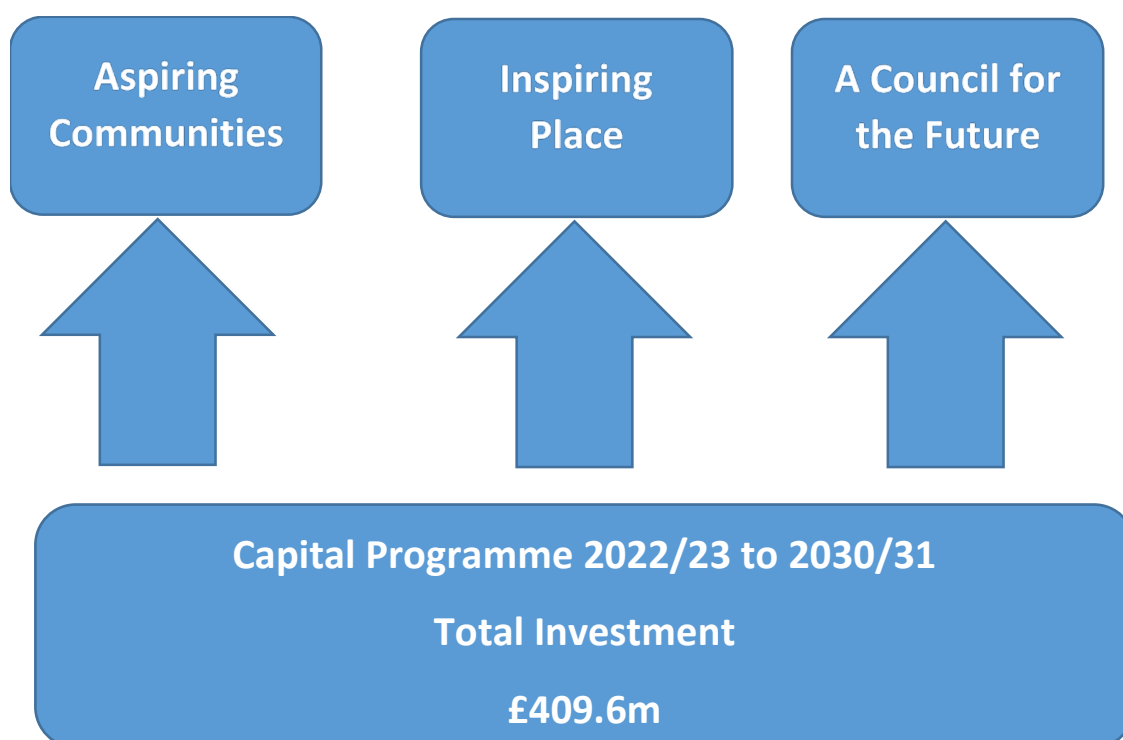 Aspiring
Communities
Inspiring
Place
A Council for
the Future
Capital Programme 2022/23 to 2030/31
Total Investment
£409.6m